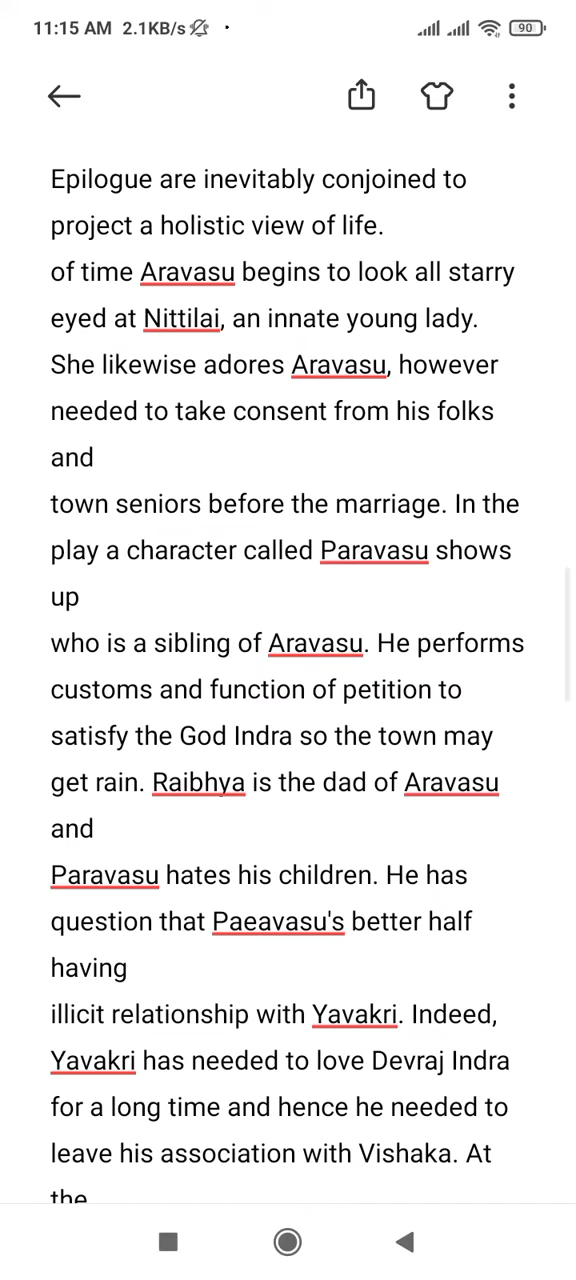 11:15 AM 2.1KB/s
90
Epilogue are inevitably conjoined to
project a holistic view of life.
of time Aravasu begins to look all starry
eyed at Nittilai, an innate young lady.
She likewise adores Aravasu, however
needed to take consent from his folks
and
town seniors before the marriage. In the
play a character called Paravasu shows
up
who is a sibling of Aravasu. He performs
customs and function of petition to
satisfy the God Indra so the town may
get rain. Raibhya is the dad of Aravasu
and
Paravasu hates his children. He has
question that Paeavasu's better half
having
illicit relationship with Yavakri. Indeed,
Yavakri has needed to love Devraj Indra
for a long time and hence he needed to
leave his association with Vishaka. At
the